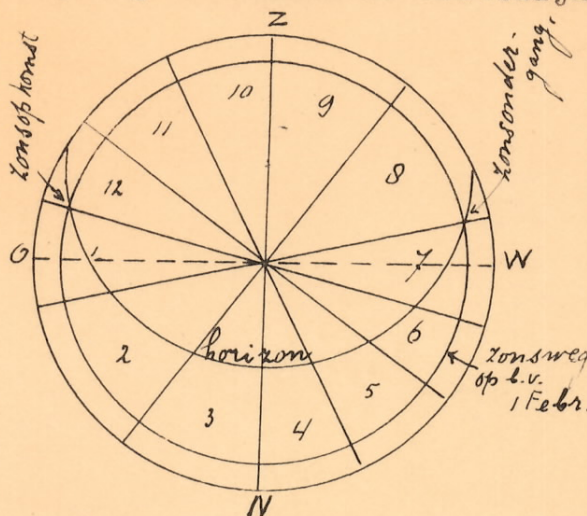 Z
Zonsopkomst
Zonsonder-
gang.
10
9
11
8
12
O
1
7
W
2
horizon
6
Zonsweg
op b.v.
1 Febr.
5
3
4
N